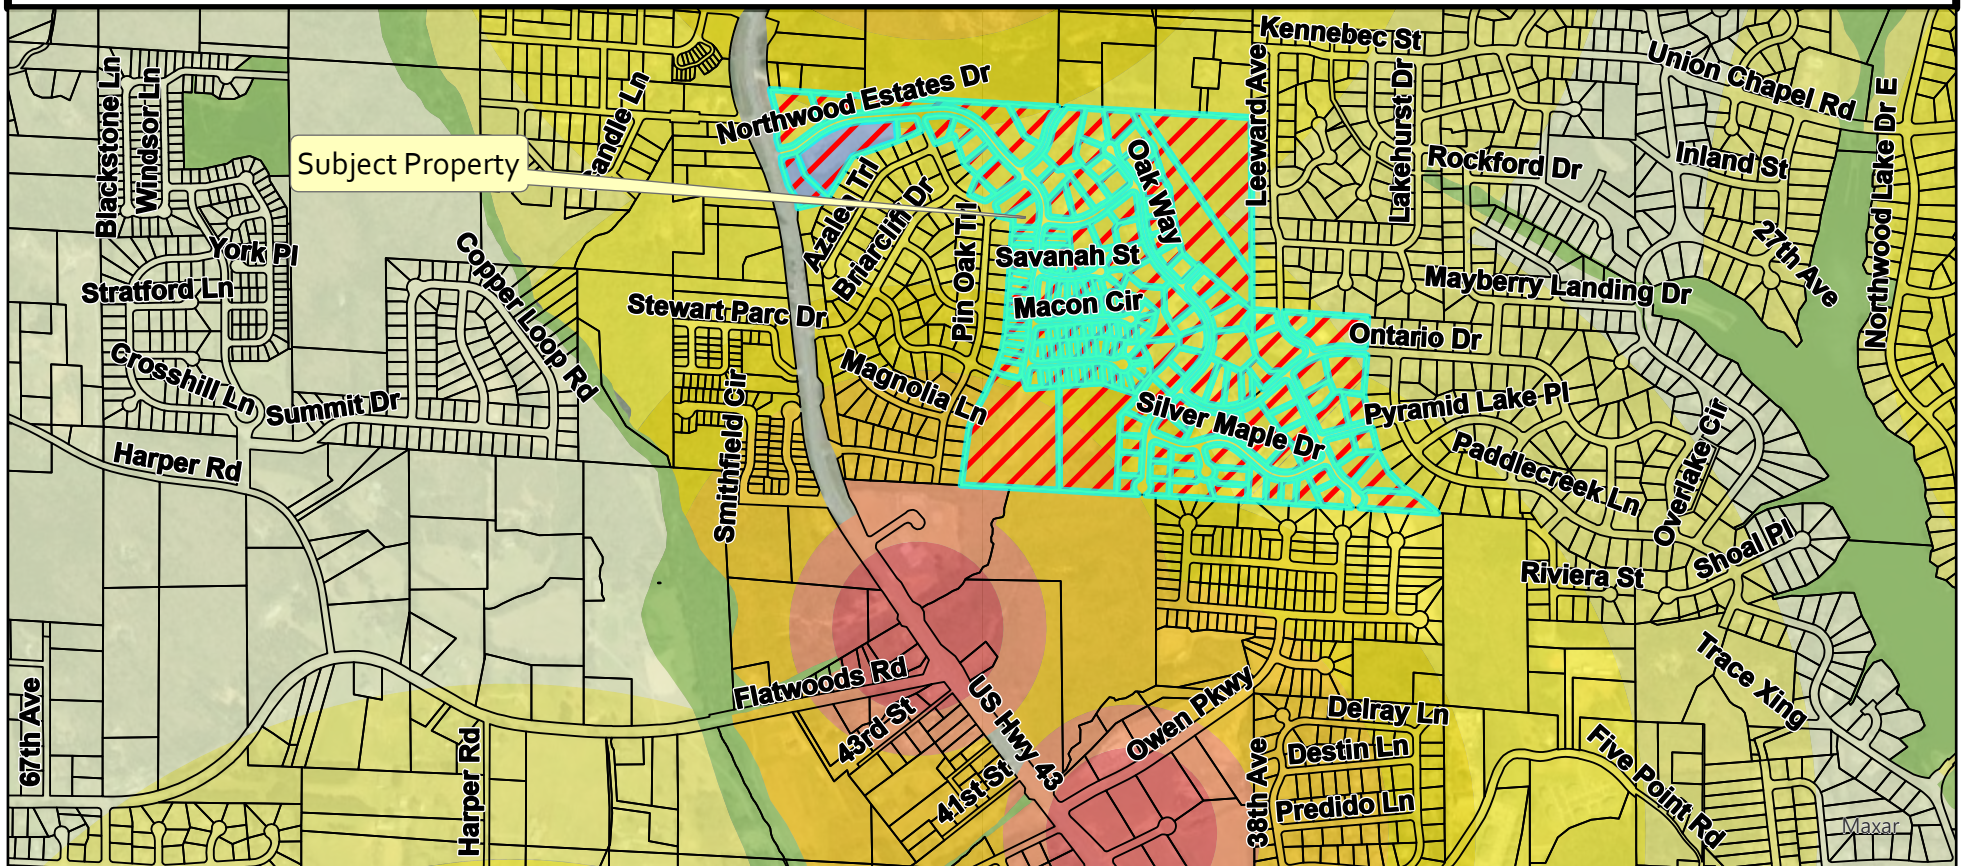 Kennebec St
Union Chapel Rd
Northwood Estates Dr
Blackstone Ln
Windsor Ln
andle Ln
Leeward Ave
Lakehurst Dr
Northwood Lake Dr E
Subject Property
Oak Way
Rockford Dr
Inland St
Azalea Trl
Briarcliff Dr
Pin Oak Trl
York Pl
Copper Loop Rd
Savanah St
27th Ave
Stratford Ln
Stewart Parc Dr
Macon Cir
Mayberry Landing Dr
Ontario Dr
Crosshill Ln
Summit Dr
Magnolia Ln
Silver Maple Dr
Pyramid Lake Pl
Smithfield Cir
Harper Rd
Paddlecreek Ln
Overlake Cir
Shoal Pl
Riviera St
Flatwoods Rd
43rd St
US Hwy 43
Owen Pkwy
Trace Xing
67th Ave
Harper Rd
41st St
38th Ave
Delray Ln
Destin Ln
Predido Ln
Five Point Rd
Maxar